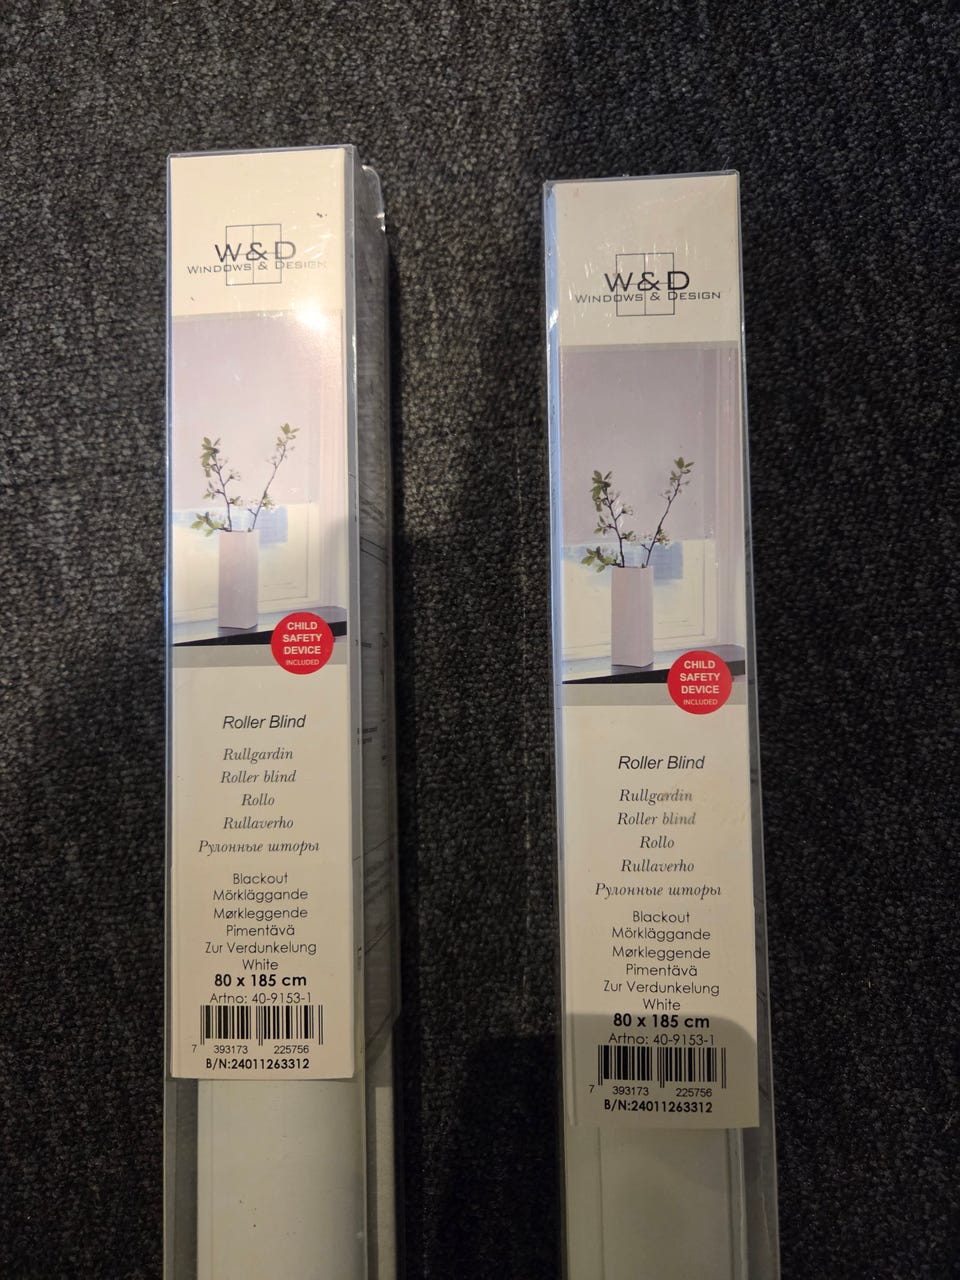 W&D
WINDOWS & DESIGN
CHILD
SAFETY
DEVICE
INCLUDED
Roller Blind
Rullgardin
Roller blind
Rollo
Rullaverho
Рулонные шторы
Blackout
Mörkläggande
Mørkleggende
Pimentävä
Zur Verdunkelung
White
80 x 185 cm
Artno: 40-9153-1
7 393173 225756
B/N:24011263312
W&D
WINDOWS & DESIGN
CHILD
SAFETY
DEVICE
INCLUDED
Roller Blind
Rullgardin
Roller blind
Rollo
Rullaverho
Рулонные шторы
Blackout
Mörkläggande
Mørkleggende
Pimentävä
Zur Verdunkelung
White
80 x 185 cm
Artno: 40-9153-1
7 393173 225756
B/N:24011263312